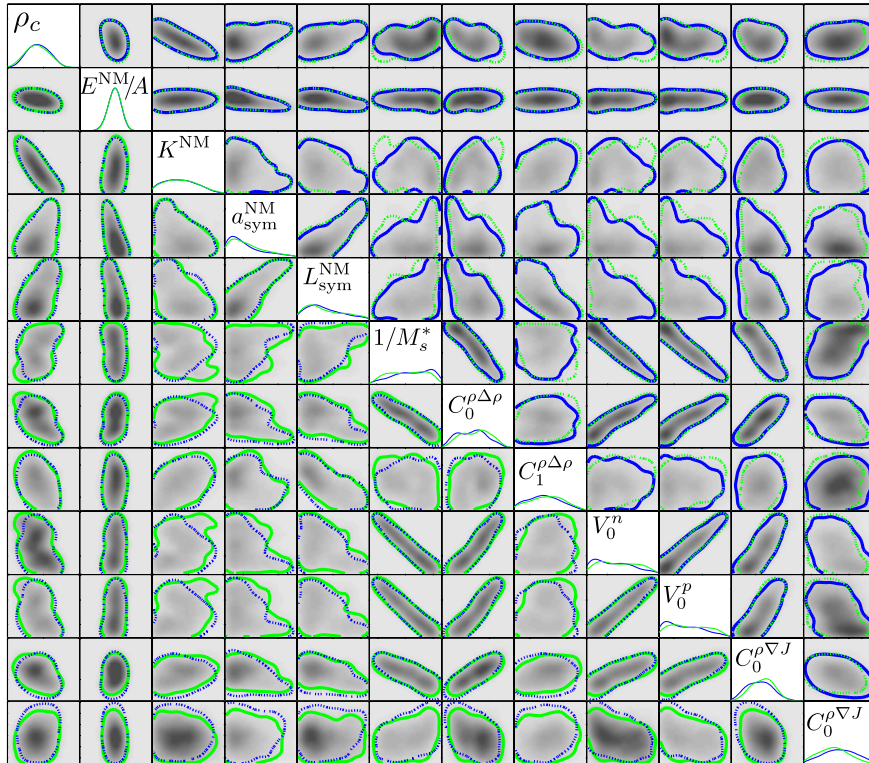 ρ_c
E^NM/A
K^NM
a_sym^NM
L_sym^NM
1/M_s^*
C_0^ρΔρ
C_1^ρΔρ
V_0^n
V_0^p
C_0^ρ∇J
C_0^ρ∇J